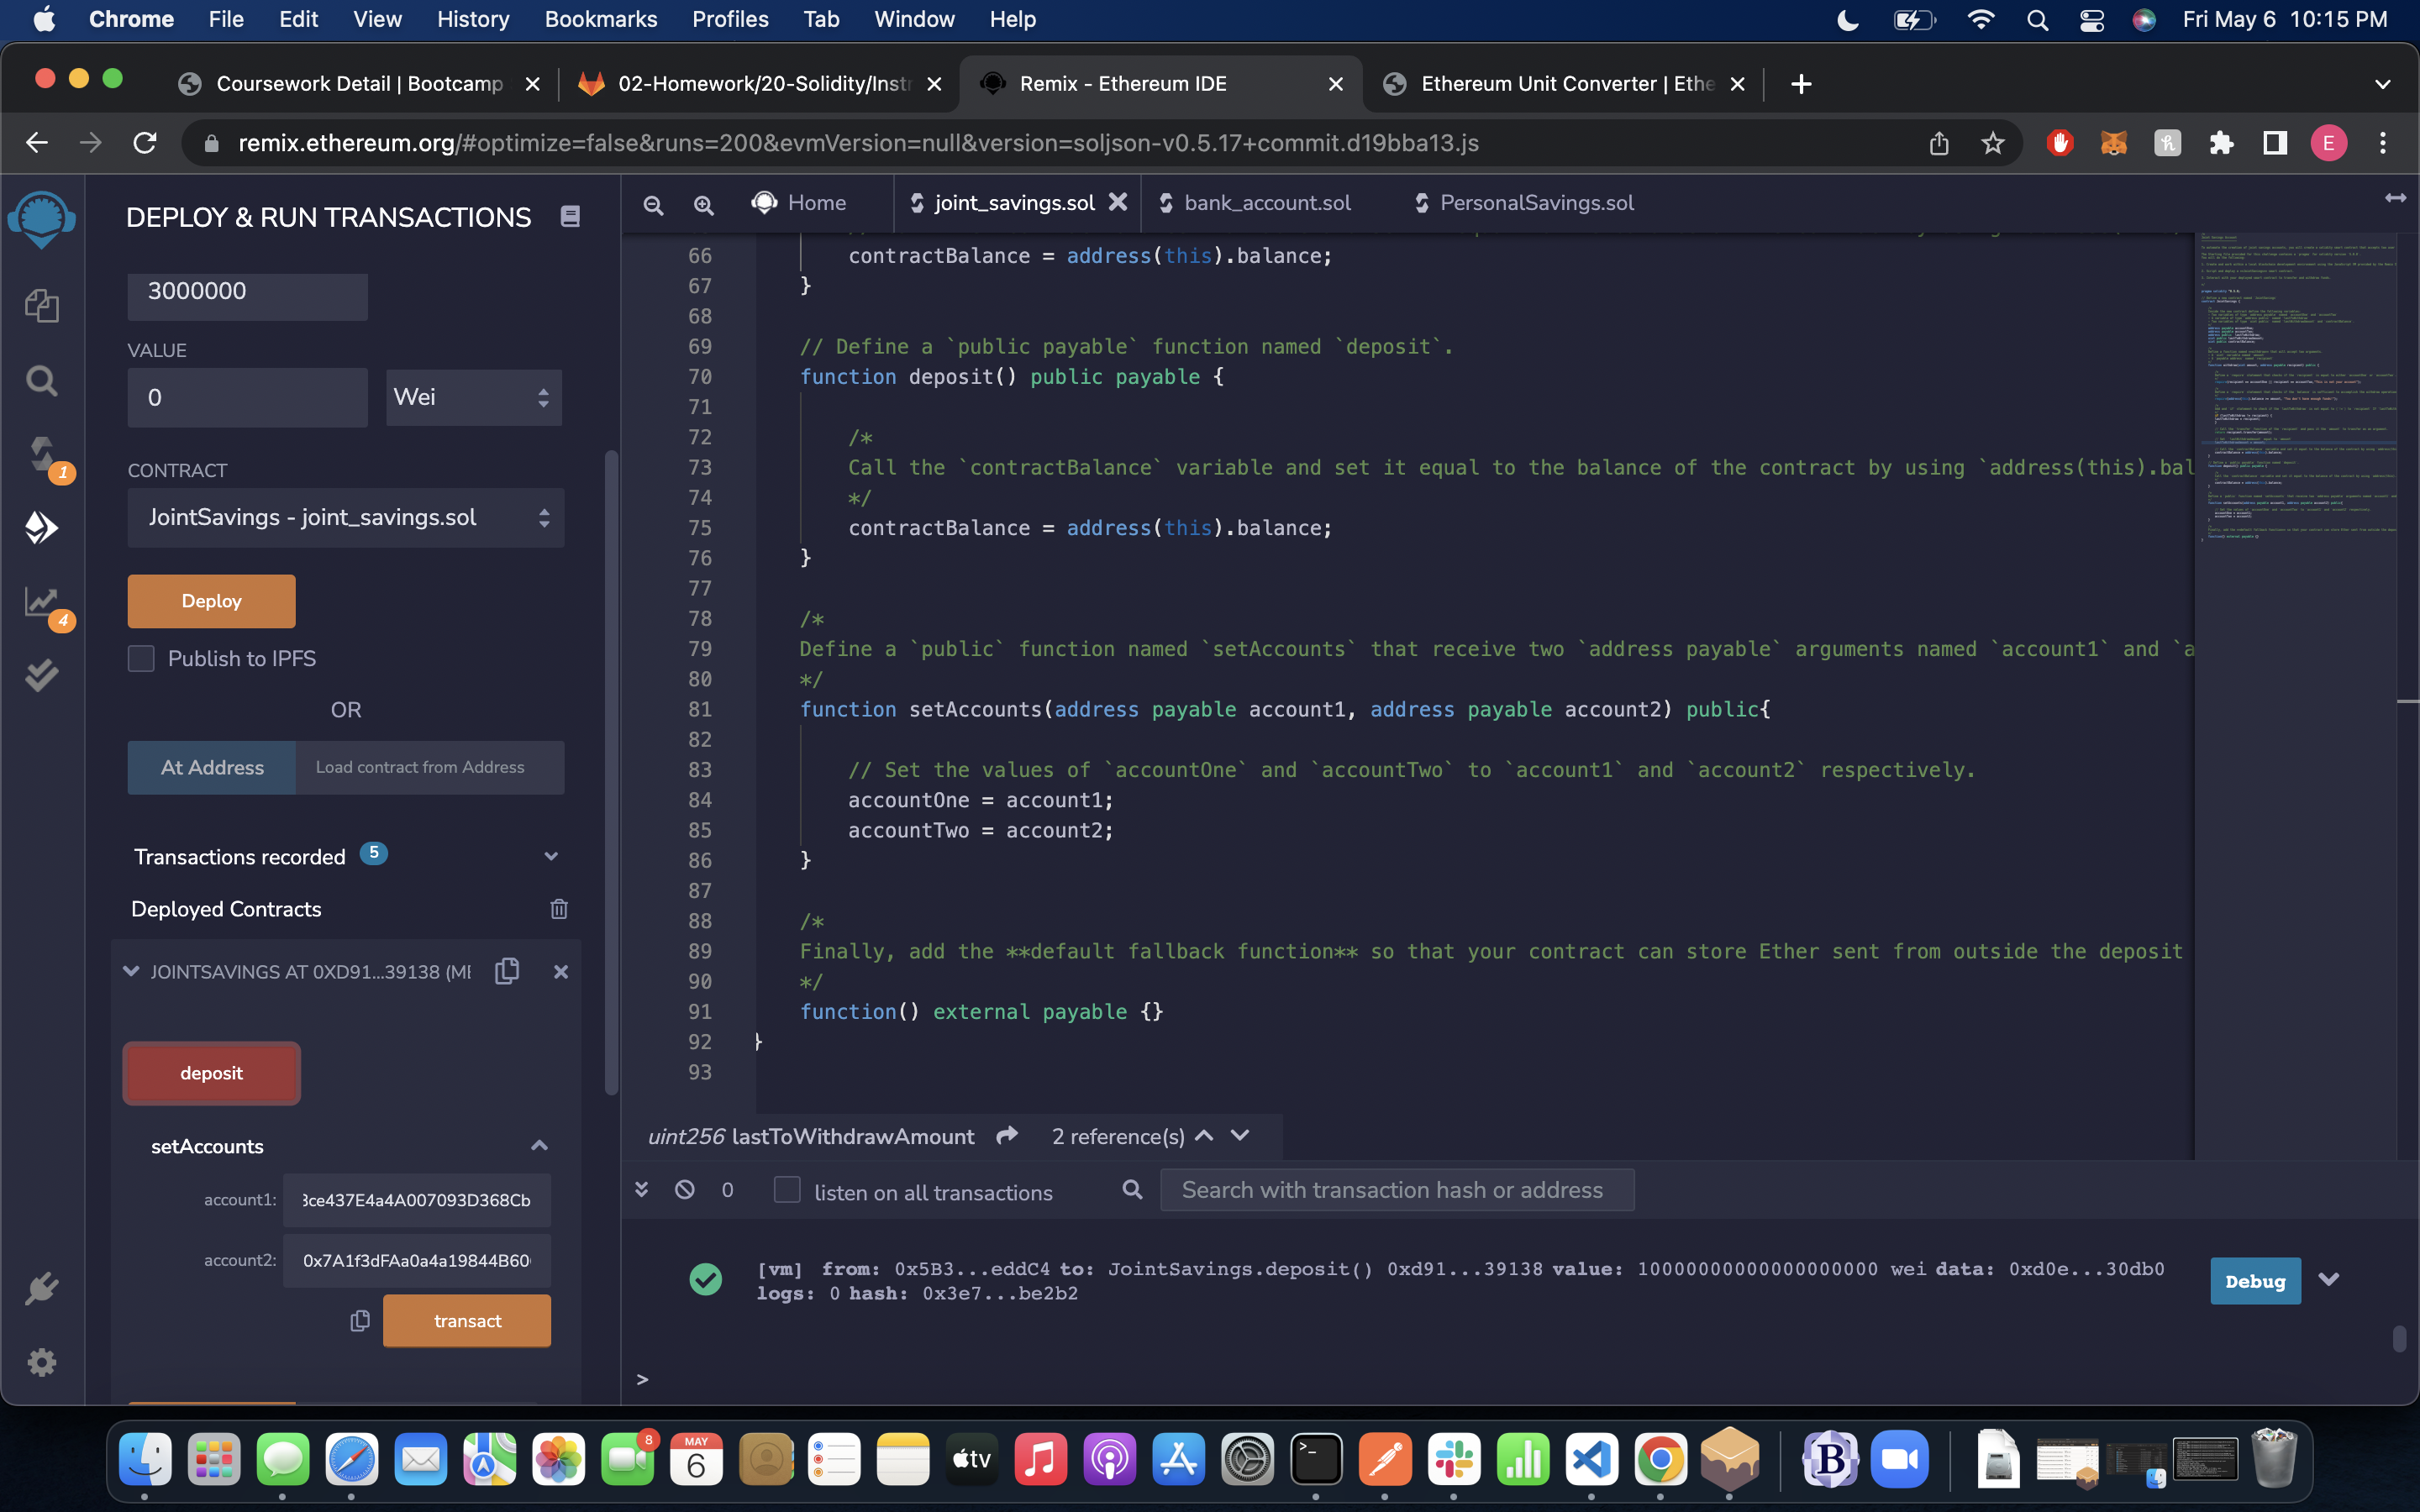 Chrome File Edit View History Bookmarks Profiles Tab Window Help Fri May 6 10:15 PM
Coursework Detail | Bootcamp 02-Homework/20-Solidity/Instr Remix - Ethereum IDE Ethereum Unit Converter | Ethe
remix.ethereum.org/#optimize=false&runs=200&evmVersion=null&version=soljson-v0.5.17+commit.d19bba13.js
E
DEPLOY & RUN TRANSACTIONS
3000000
VALUE
0 Wei
CONTRACT
JointSavings - joint_savings.sol
Deploy
Publish to IPFS
OR
At Address Load contract from Address
Transactions recorded 5
Deployed Contracts
JOINTSAVINGS AT 0XD91...39138 (ME
deposit
setAccounts
account1: 3ce437E4a4A007093D368Cb
account2: 0x7A1f3dFAa0a4a19844B60
transact
1
4
Home joint_savings.sol bank_account.sol PersonalSavings.sol
66 contractBalance = address(this).balance;
67 }
68
69 // Define a `public payable` function named `deposit`.
70 function deposit() public payable {
71
72 /*
73 Call the `contractBalance` variable and set it equal to the balance of the contract by using `address(this).bal
74 */
75 contractBalance = address(this).balance;
76 }
77
78 /*
79 Define a `public` function named `setAccounts` that receive two `address payable` arguments named `account1` and `a
80 */
81 function setAccounts(address payable account1, address payable account2) public{
82
83 // Set the values of `accountOne` and `accountTwo` to `account1` and `account2` respectively.
84 accountOne = account1;
85 accountTwo = account2;
86 }
87
88 /*
89 Finally, add the **default fallback function** so that your contract can store Ether sent from outside the deposit
90 */
91 function() external payable {}
92 }
93
uint256 lastToWithdrawAmount 2 reference(s)
0 listen on all transactions Search with transaction hash or address
[vm] from: 0x5B3...eddC4 to: JointSavings.deposit() 0xd91...39138 value: 10000000000000000000 wei data: 0xd0e...30db0
logs: 0 hash: 0x3e7...be2b2
Debug
>
8
MAY
6
tv
B